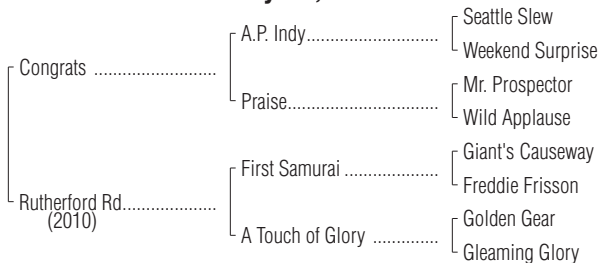 Seattle Slew
A.P. Indy
Weekend Surprise
Congrats
Mr. Prospector
Praise
Wild Applause
Giant's Causeway
First Samurai
Freddie Frisson
Rutherford Rd.
(2010)
Golden Gear
A Touch of Glory
Gleaming Glory